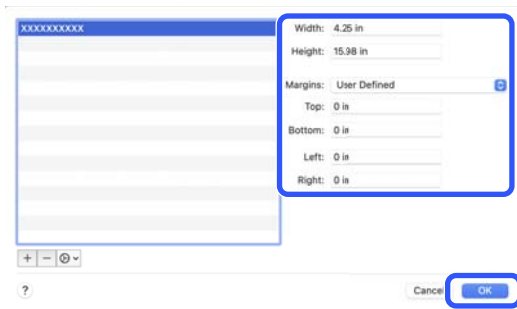 XXXXXXXXXX
Width: 4.25 in
Height: 15.98 in
Margins: User Defined
Top: 0 in
Bottom: 0 in
Left: 0 in
Right: 0 in
+ −
?
Cancel OK